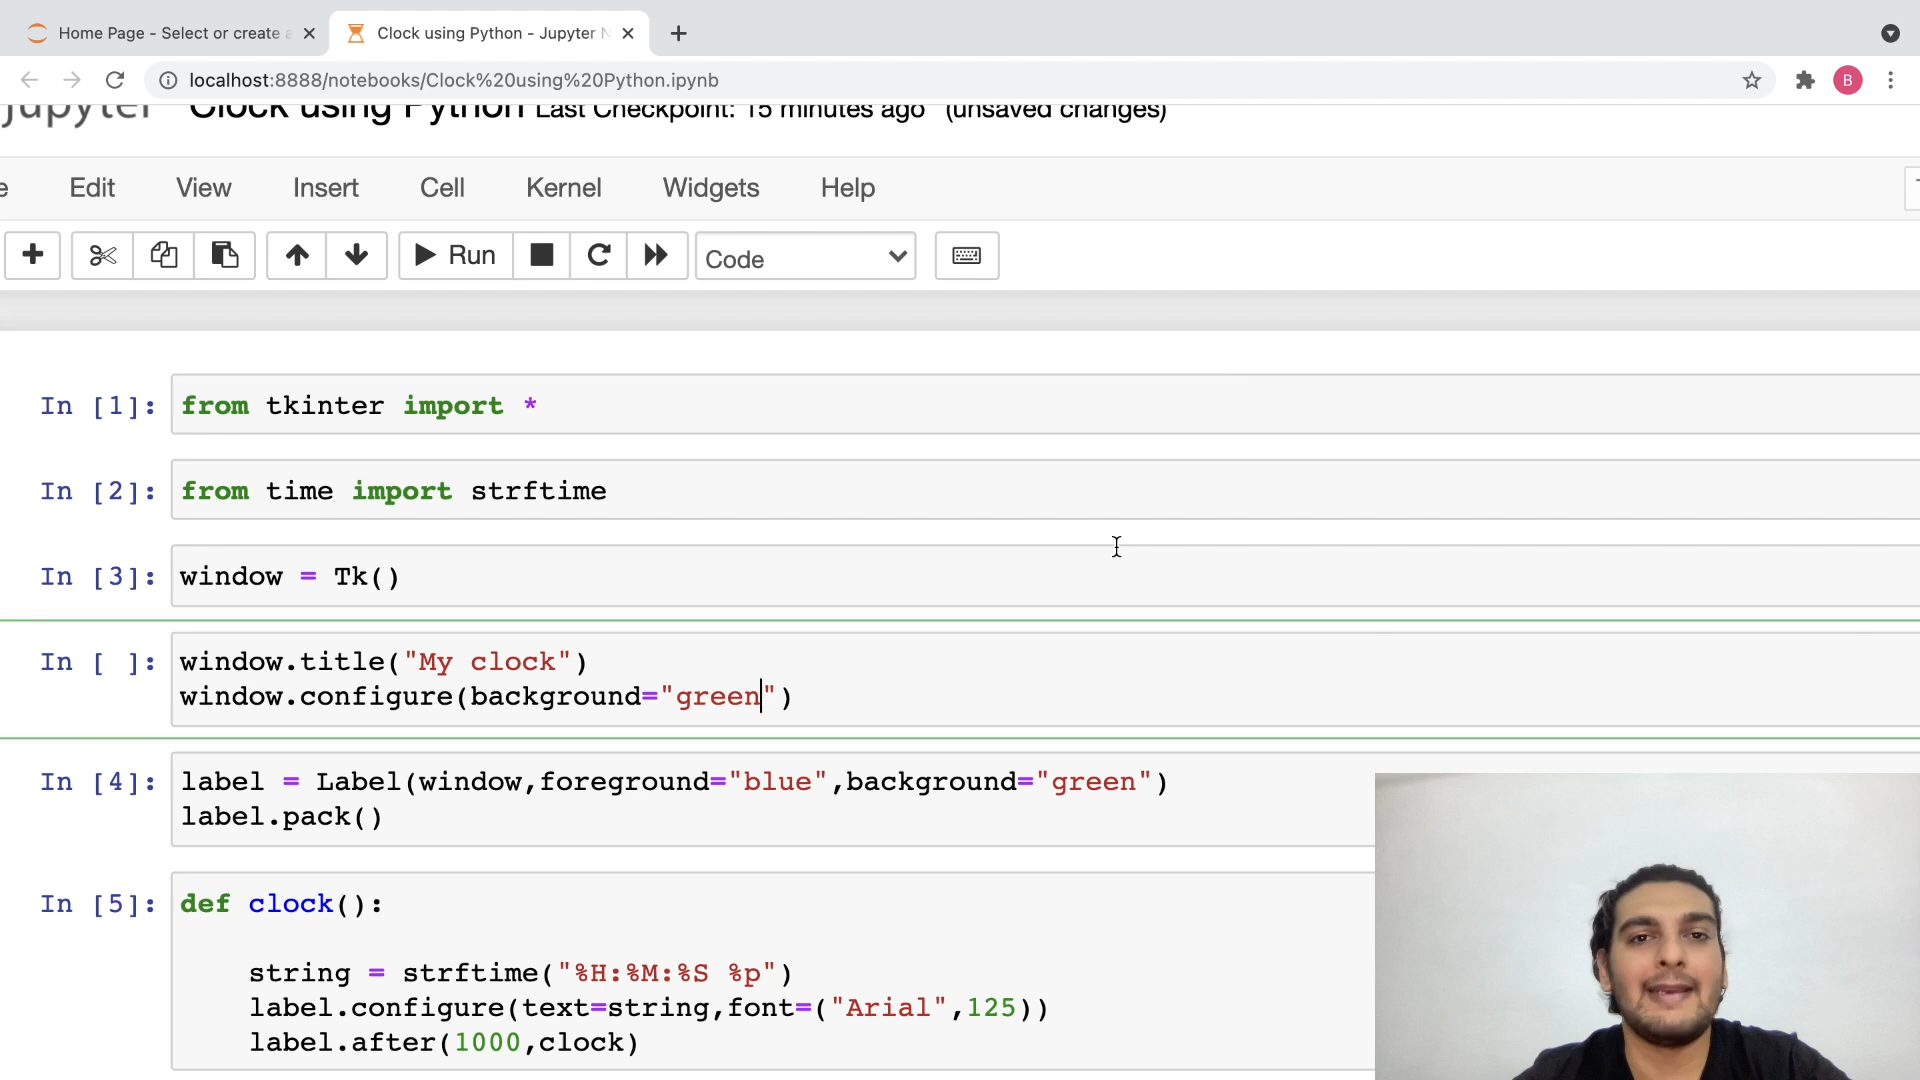 Home Page - Select or create a
Clock using Python - Jupyter N
localhost:8888/notebooks/Clock%20using%20Python.ipynb
B
jupyter Clock using Python Last Checkpoint: 15 minutes ago (unsaved changes)
e Edit View Insert Cell Kernel Widgets Help
Run
Code
In [1]: from tkinter import *
In [2]: from time import strftime
In [3]: window = Tk()
In [ ]: window.title("My clock")
window.configure(background="green")
In [4]: label = Label(window,foreground="blue",background="green")
label.pack()
In [5]: def clock():
string = strftime("%H:%M:%S %p")
label.configure(text=string,font=("Arial",125))
label.after(1000,clock)